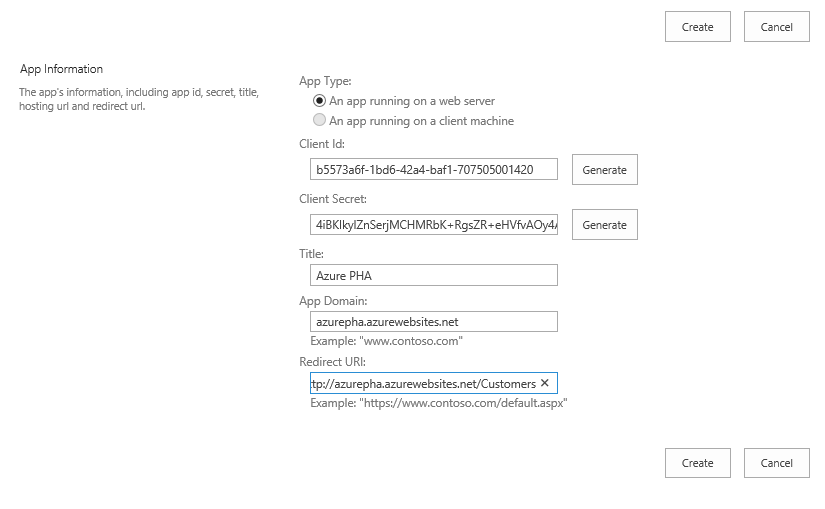 Create Cancel
App Information
The app's information, including app id, secret, title,
hosting url and redirect url.
App Type:
An app running on a web server
An app running on a client machine
Client Id:
b5573a6f-1bd6-42a4-baf1-707505001420 Generate
Client Secret:
4iBKIkyIZnSerjMCHMRbK+RgsZR+eHVfvAOy4A Generate
Title:
Azure PHA
App Domain:
azurepha.azurewebsites.net
Example: "www.contoso.com"
Redirect URI:
tp://azurepha.azurewebsites.net/Customers ✕
Example: "https://www.contoso.com/default.aspx"
Create Cancel